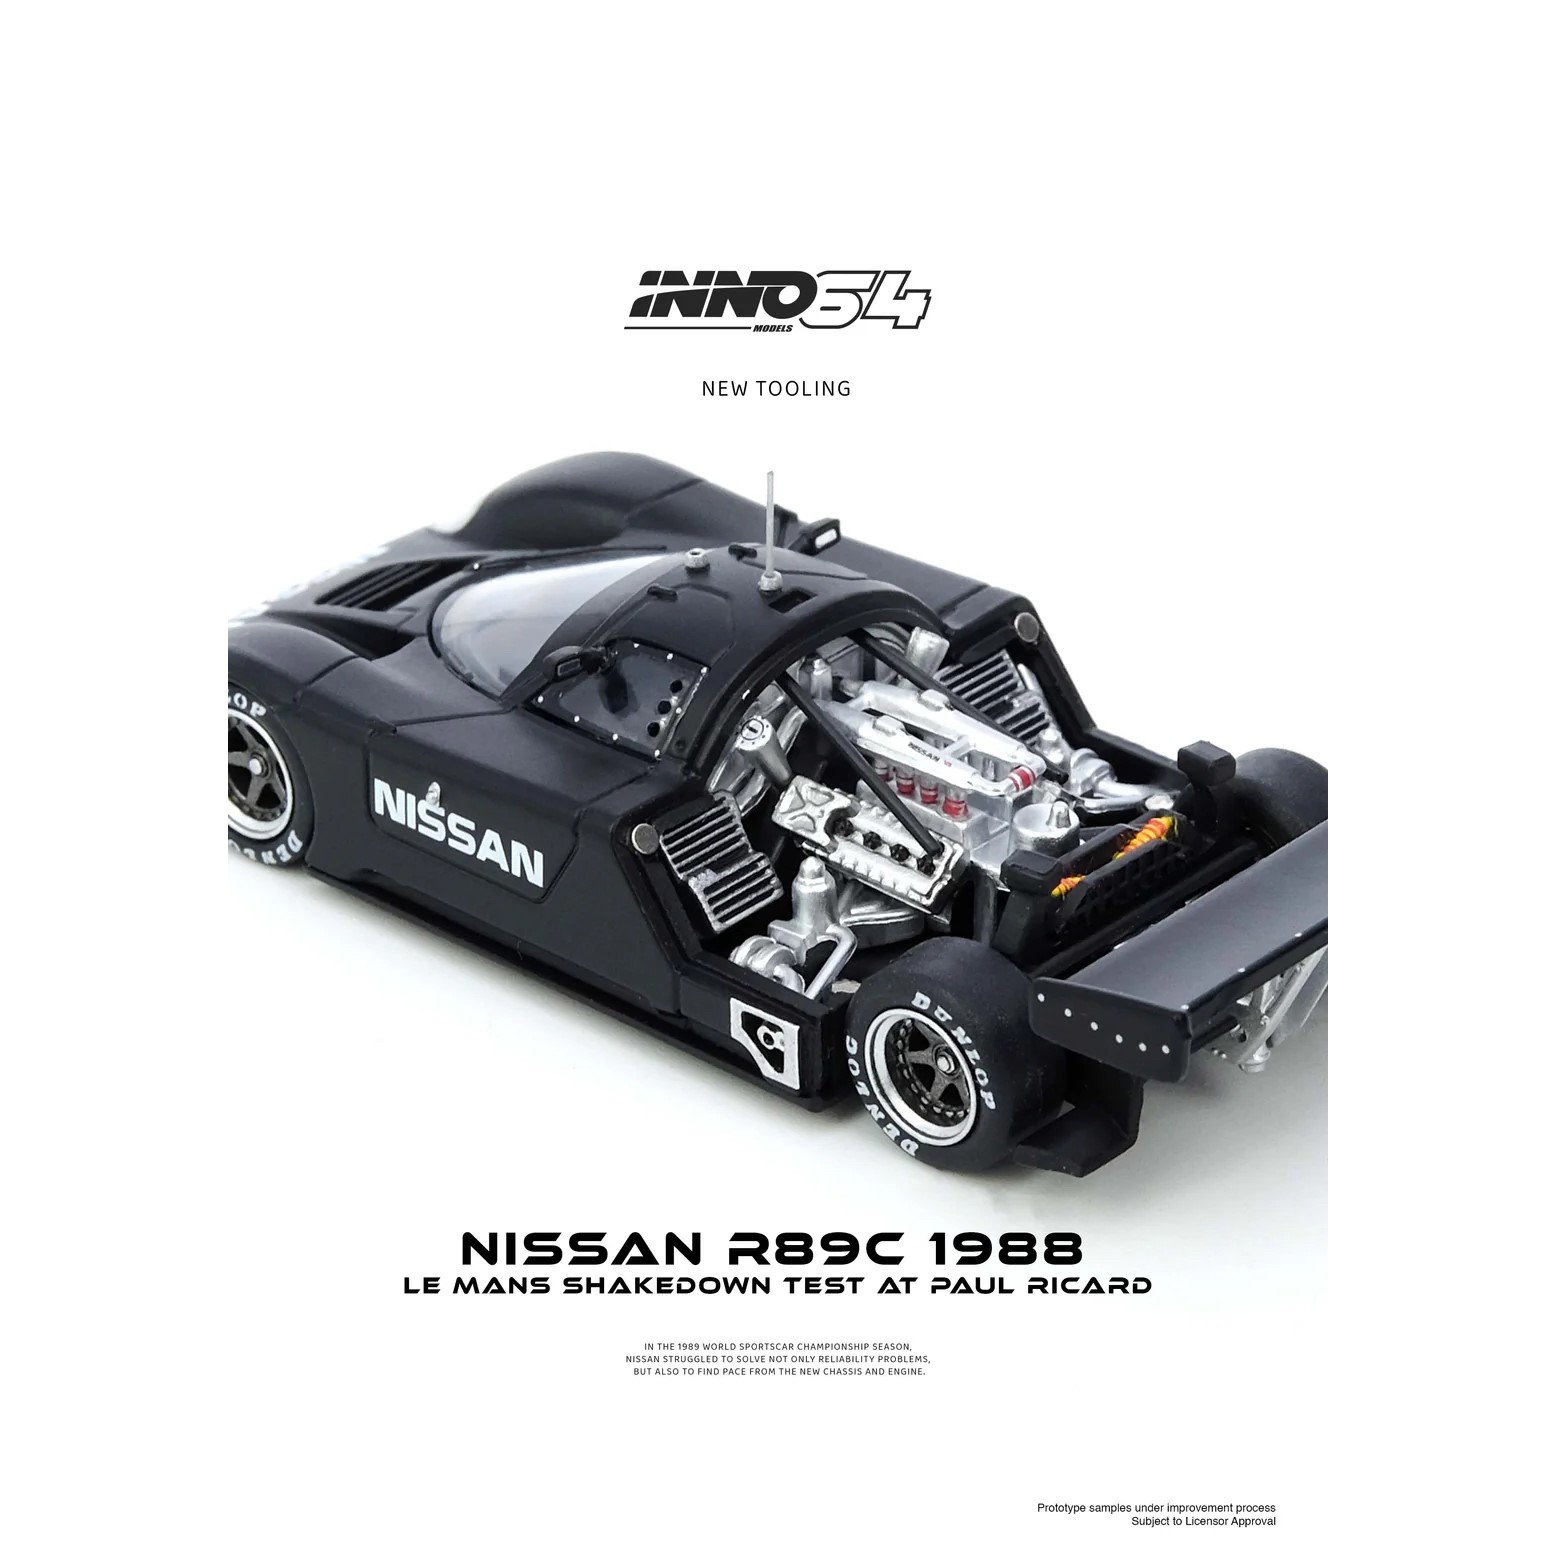 INNO64
MODELS
NEW TOOLING
NISSAN
NISSAN
DUNLOP
DUNLOP
NISSAN R89C 1988
LE MANS SHAKEDOWN TEST AT PAUL RICARD
IN THE 1989 WORLD SPORTSCAR CHAMPIONSHIP SEASON,
NISSAN STRUGGLED TO SOLVE NOT ONLY RELIABILITY PROBLEMS,
BUT ALSO TO FIND PACE FROM THE NEW CHASSIS AND ENGINE.
Prototype samples under improvement process
Subject to Licensor Approval